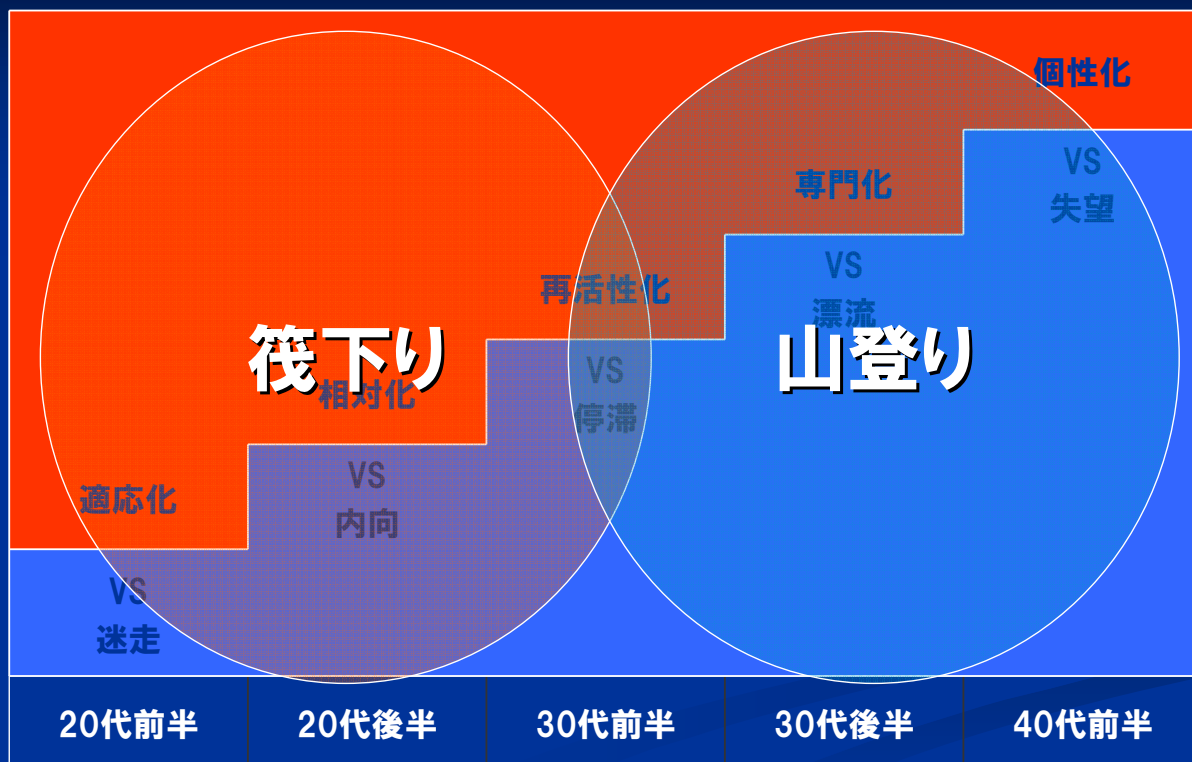 個性化
VS
失望
専門化
VS
漂流
再活性化
VS
停滞
筏下り
山登り
相対化
VS
内向
適応化
VS
迷走
20代前半
20代後半
30代前半
30代後半
40代前半